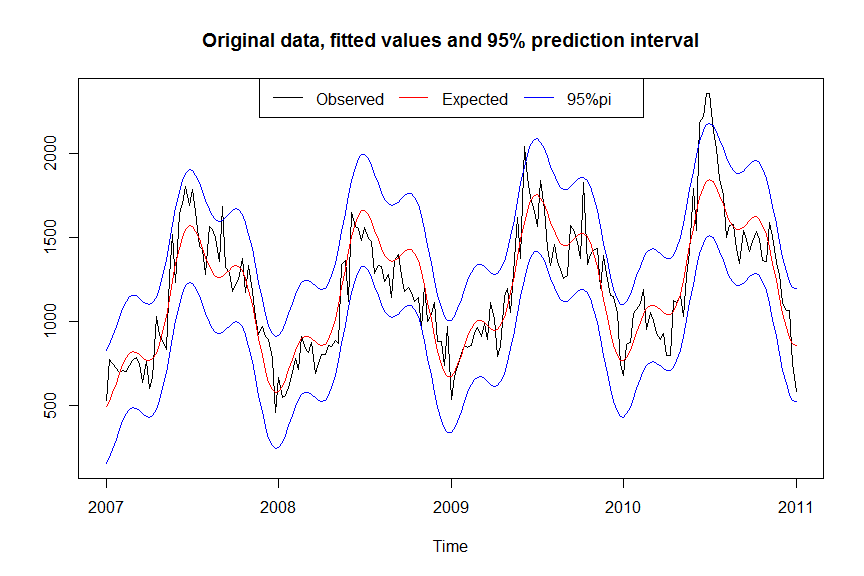 Original data, fitted values and 95% prediction interval
Observed Expected 95%pi
2000
1500
1000
500
2007 2008 2009 2010 2011
Time